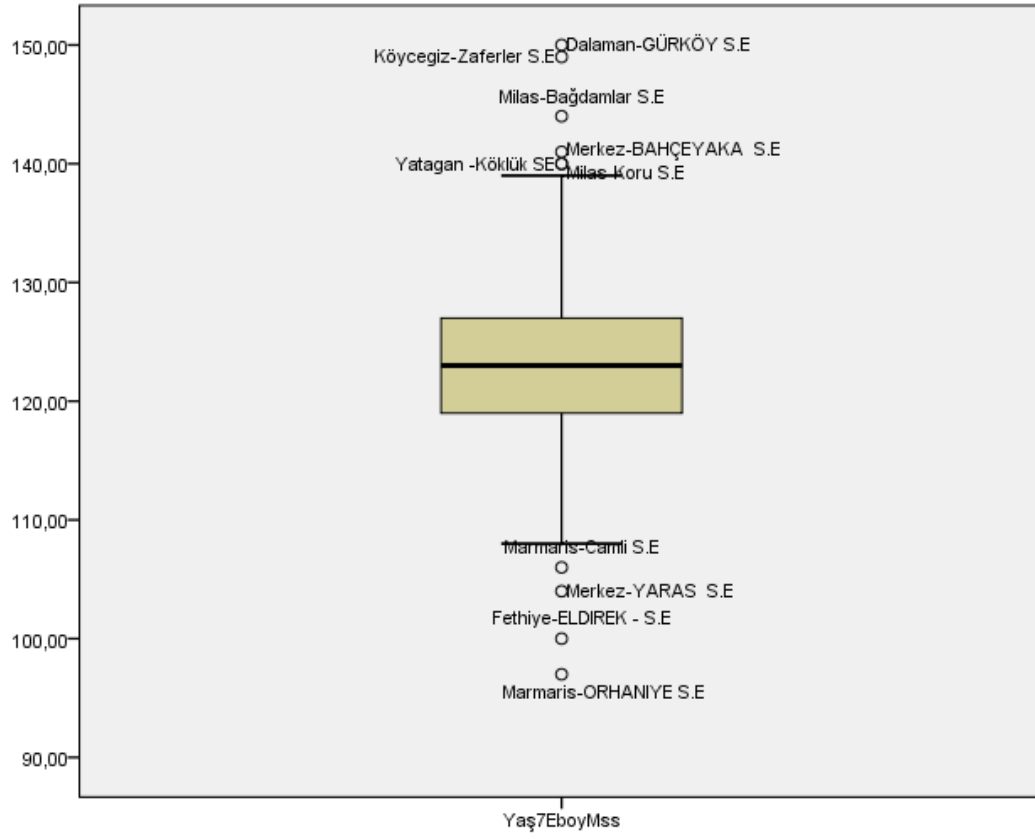 150,00
Dalaman-GÜRKÖY S.E
Köycegiz-Zaferler S.E
Milas-Bağdamlar S.E
Merkez-BAHÇEYAKA S.E
140,00
Yatagan -Köklük SE
Milas-Koru S.E
130,00
120,00
110,00
Marmaris-Camli S.E
Merkez-YARAS S.E
Fethiye-ELDIREK - S.E
100,00
Marmaris-ORHANIYE S.E
90,00
Yaş7EboyMss